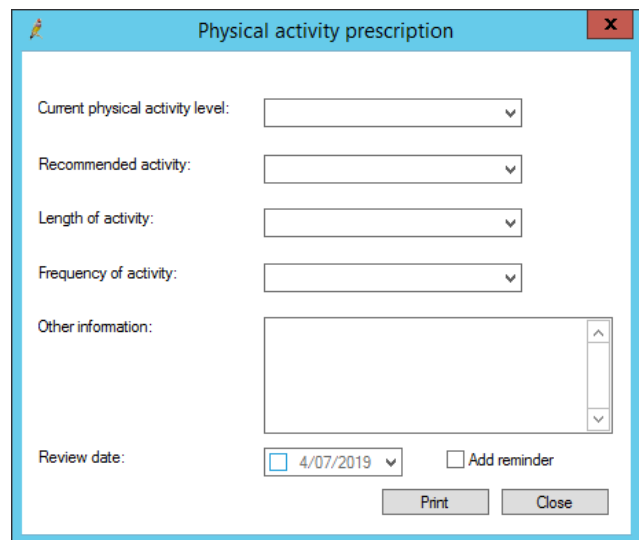 Physical activity prescription
x
Current physical activity level:
Recommended activity:
Length of activity:
Frequency of activity:
Other information:
Review date: 4/07/2019 Add reminder
Print Close